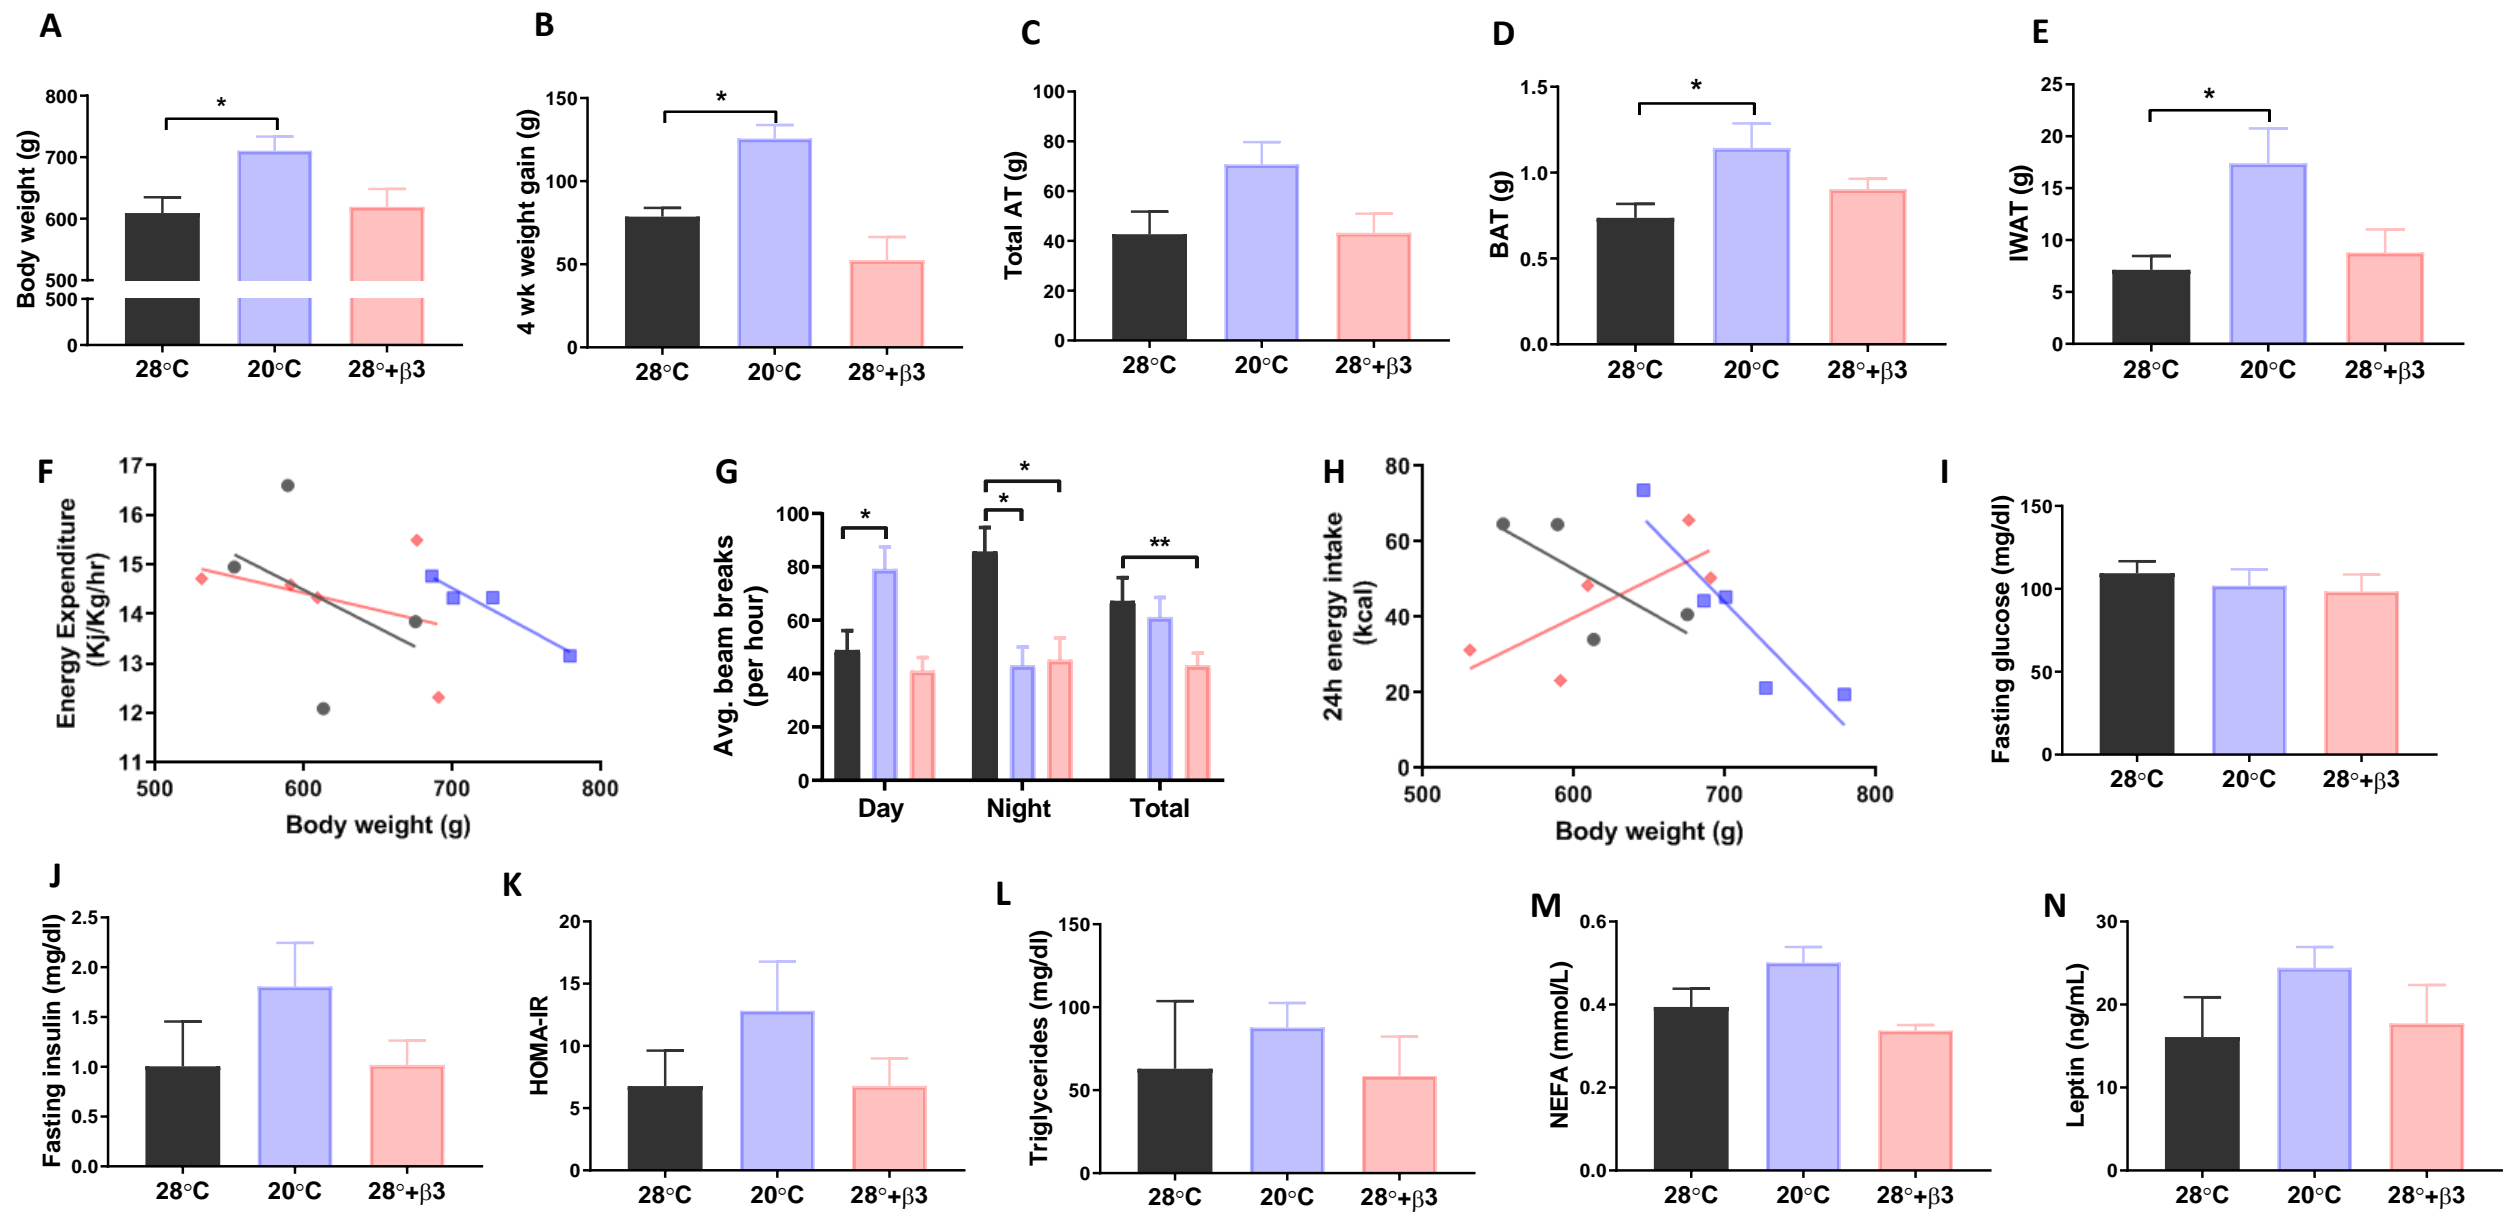 A
B
C
D
E
Body weight (g)
800
700
600
500
500
0
*
28°C
20°C
28°+β3
4 wk weight gain (g)
150
100
50
0
*
28°C
20°C
28°+β3
Total AT (g)
100
80
60
40
20
0
28°C
20°C
28°+β3
BAT (g)
1.5
1.0
0.5
0.0
*
28°C
20°C
28°+β3
IWAT (g)
25
20
15
10
5
0
*
28°C
20°C
28°+β3
F
Energy Expenditure
(Kj/Kg/hr)
17
16
15
14
13
12
11
500
600
700
800
Body weight (g)
G
Avg. beam breaks
(per hour)
100
80
60
40
20
0
*
*
*
**
Day
Night
Total
H
24h energy intake
(kcal)
80
60
40
20
0
500
600
700
800
Body weight (g)
I
Fasting glucose (mg/dl)
150
100
50
0
28°C
20°C
28°+β3
J
Fasting insulin (mg/dl)
2.5
2.0
1.5
1.0
0.5
0.0
28°C
20°C
28°+β3
K
HOMA-IR
20
15
10
5
0
28°C
20°C
28°+β3
L
Triglycerides (mg/dl)
150
100
50
0
28°C
20°C
28°+β3
M
NEFA (mmol/L)
0.6
0.4
0.2
0.0
28°C
20°C
28°+β3
N
Leptin (ng/mL)
30
20
10
0
28°C
20°C
28°+β3